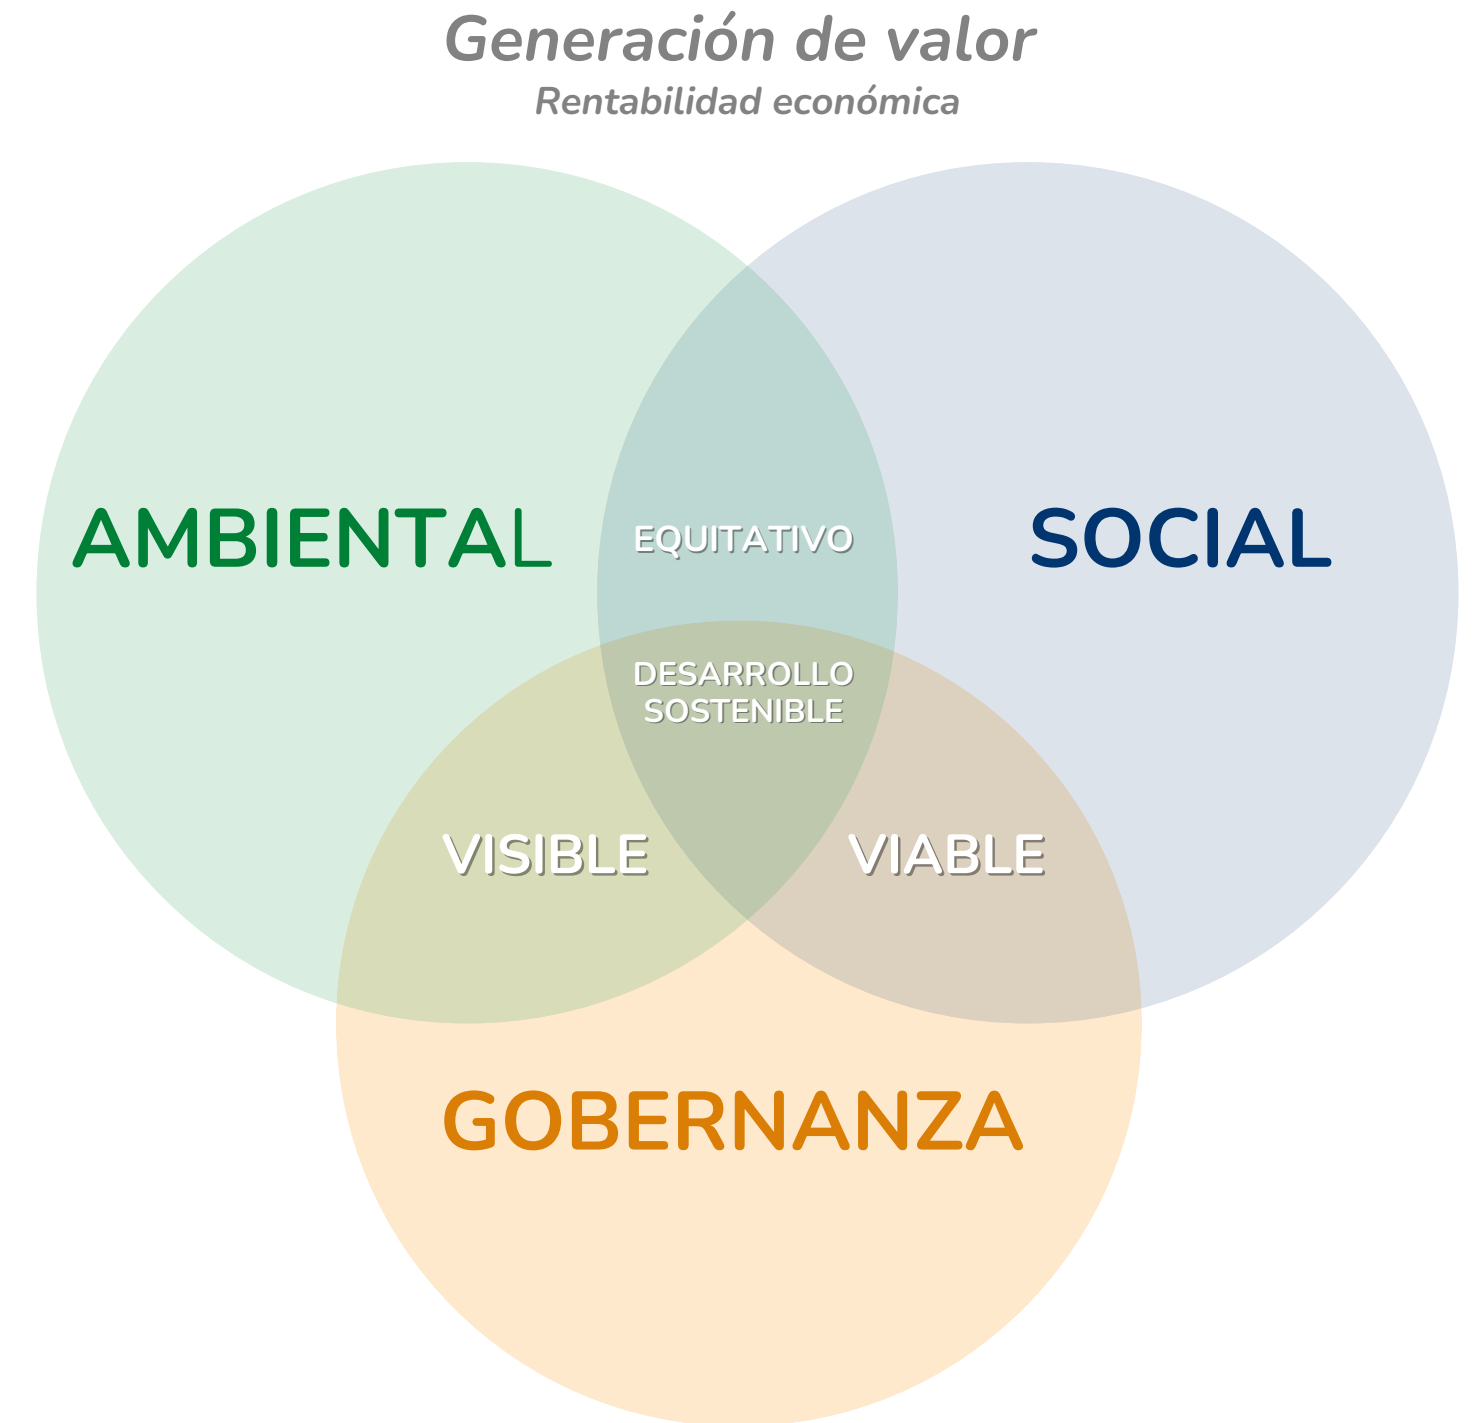 Generación de valor
Rentabilidad económica
AMBIENTAL
EQUITATIVO
SOCIAL
DESARROLLO
SOSTENIBLE
VISIBLE
VIABLE
GOBERNANZA